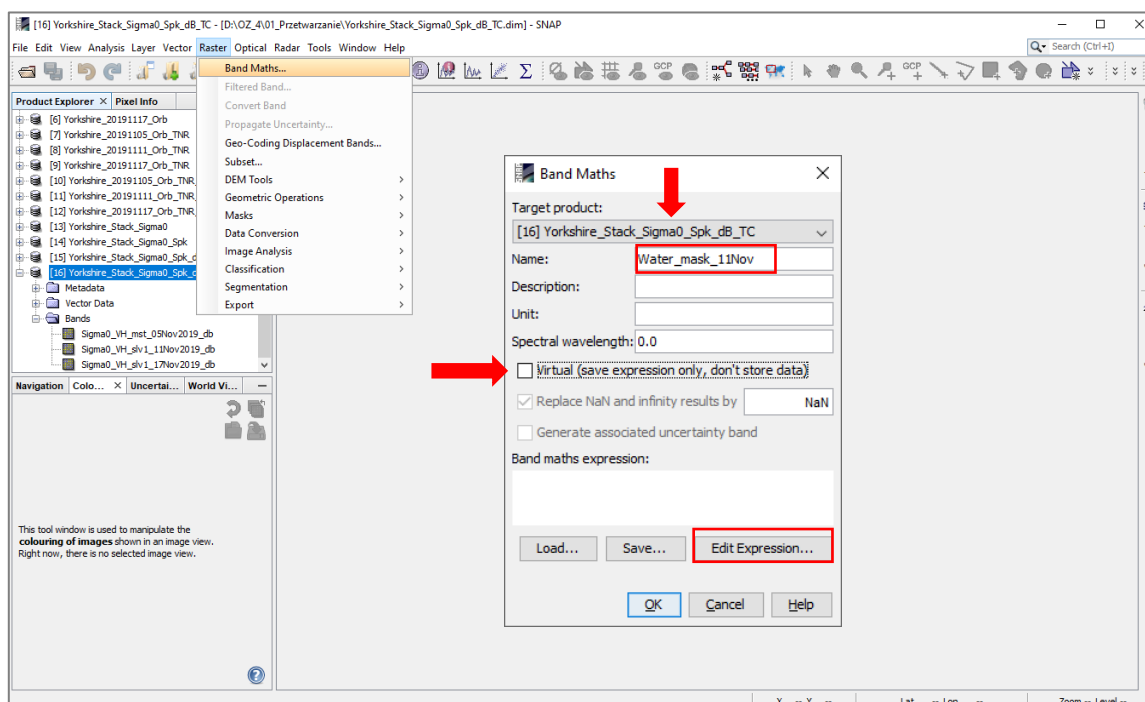 [16] Yorkshire_Stack_Sigma0_Spk_dB_TC - [D:\OZ_4\01_Przetwarzanie\Yorkshire_Stack_Sigma0_Spk_dB_TC.dim] - SNAP
File Edit View Analysis Layer Vector Raster Optical Radar Tools Window Help
Search (Ctrl+I)
GCP GCP
Product Explorer Pixel Info
[6] Yorkshire_20191117_Orb
[7] Yorkshire_20191105_Orb_TNR
[8] Yorkshire_20191111_Orb_TNR
[9] Yorkshire_20191117_Orb_TNR
[10] Yorkshire_20191105_Orb_TNR
[11] Yorkshire_20191111_Orb_TNR
[12] Yorkshire_20191117_Orb_TNR
[13] Yorkshire_Stack_Sigma0
[14] Yorkshire_Stack_Sigma0_Spk
[15] Yorkshire_Stack_Sigma0_Spk_d
[16] Yorkshire_Stack_Sigma0_Spk_d
Metadata
Vector Data
Bands
Sigma0_VH_mst_05Nov2019_db
Sigma0_VH_slv1_11Nov2019_db
Sigma0_VH_slv1_17Nov2019_db
Band Maths...
Filtered Band...
Convert Band
Propagate Uncertainty...
Geo-Coding Displacement Bands...
Subset...
DEM Tools
Geometric Operations
Masks
Data Conversion
Image Analysis
Classification
Segmentation
Export
Navigation Colo... Uncertai... World Vi...
This tool window is used to manipulate the
colouring of images shown in an image view.
Right now, there is no selected image view.
Band Maths
Target product:
[16] Yorkshire_Stack_Sigma0_Spk_dB_TC
Name: Water_mask_11Nov
Description:
Unit:
Spectral wavelength: 0.0
Virtual (save expression only, don't store data)
Replace NaN and infinity results by NaN
Generate associated uncertainty band
Band maths expression:
Load... Save... Edit Expression...
OK Cancel Help
X -- Y -- Lat -- Lon -- Zoom -- Level --